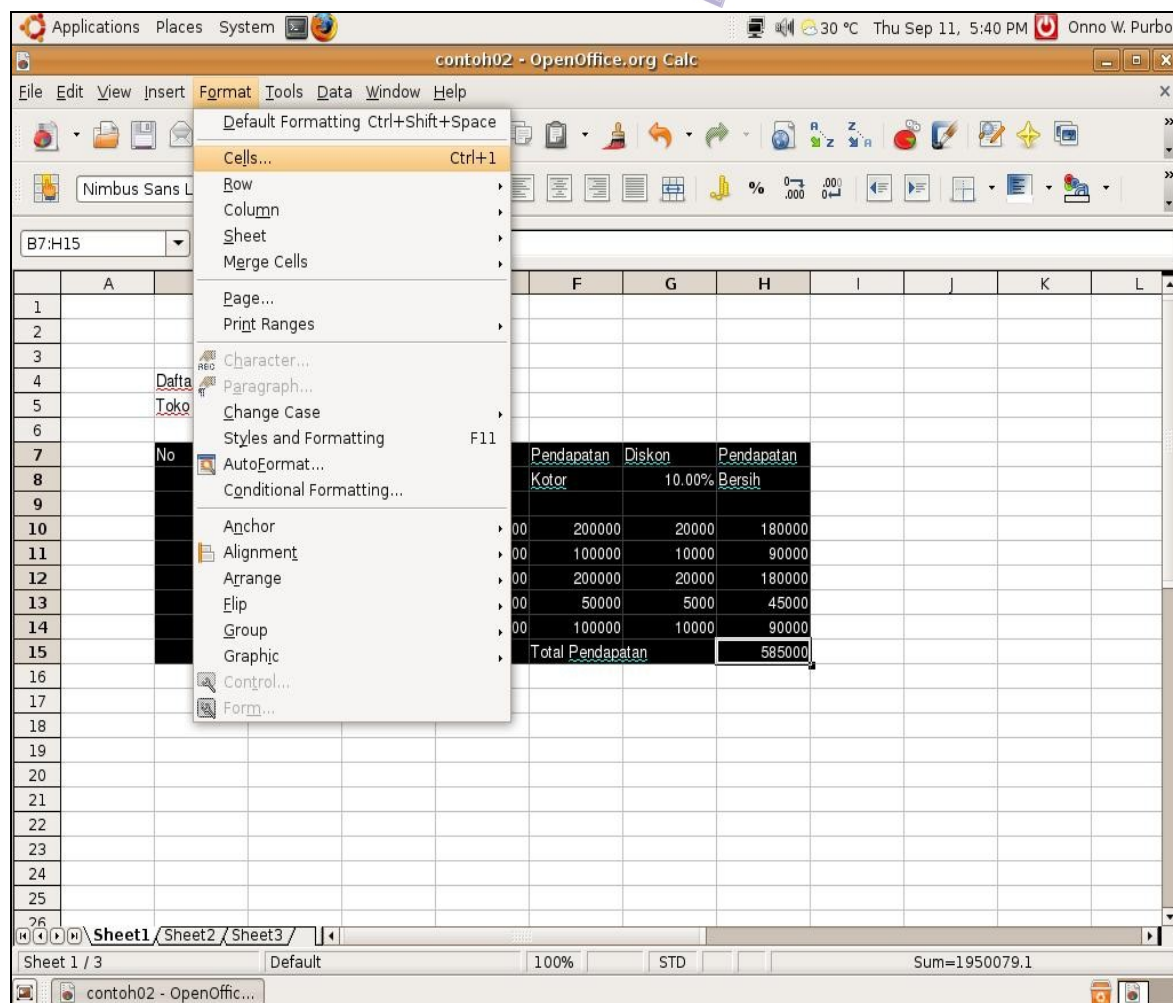 Applications Places System 30 °C Thu Sep 11, 5:40 PM Onno W. Purbo
contoh02 - OpenOffice.org Calc
File Edit View Insert Format Tools Data Window Help
Default Formatting Ctrl+Shift+Space
Cells... Ctrl+1
Row
Column
Sheet
Merge Cells
Page...
Print Ranges
Character...
Paragraph...
Change Case
Styles and Formatting F11
AutoFormat...
Conditional Formatting...
Anchor
Alignment
Arrange
Flip
Group
Graphic
Control...
Form...
Nimbus Sans L
B7:H15
A F G H I J K L
1
2
3
4 Dafta
5 Toko
6
7 No Pendapatan Diskon Pendapatan
8 Kotor 10.00% Bersih
9
10 00 200000 20000 180000
11 00 100000 10000 90000
12 00 200000 20000 180000
13 00 50000 5000 45000
14 00 100000 10000 90000
15 Total Pendapatan 585000
16
17
18
19
20
21
22
23
24
25
26
Sheet1 Sheet2 Sheet3
Sheet 1 / 3 Default 100% STD Sum=1950079.1
contoh02 - OpenOffic...